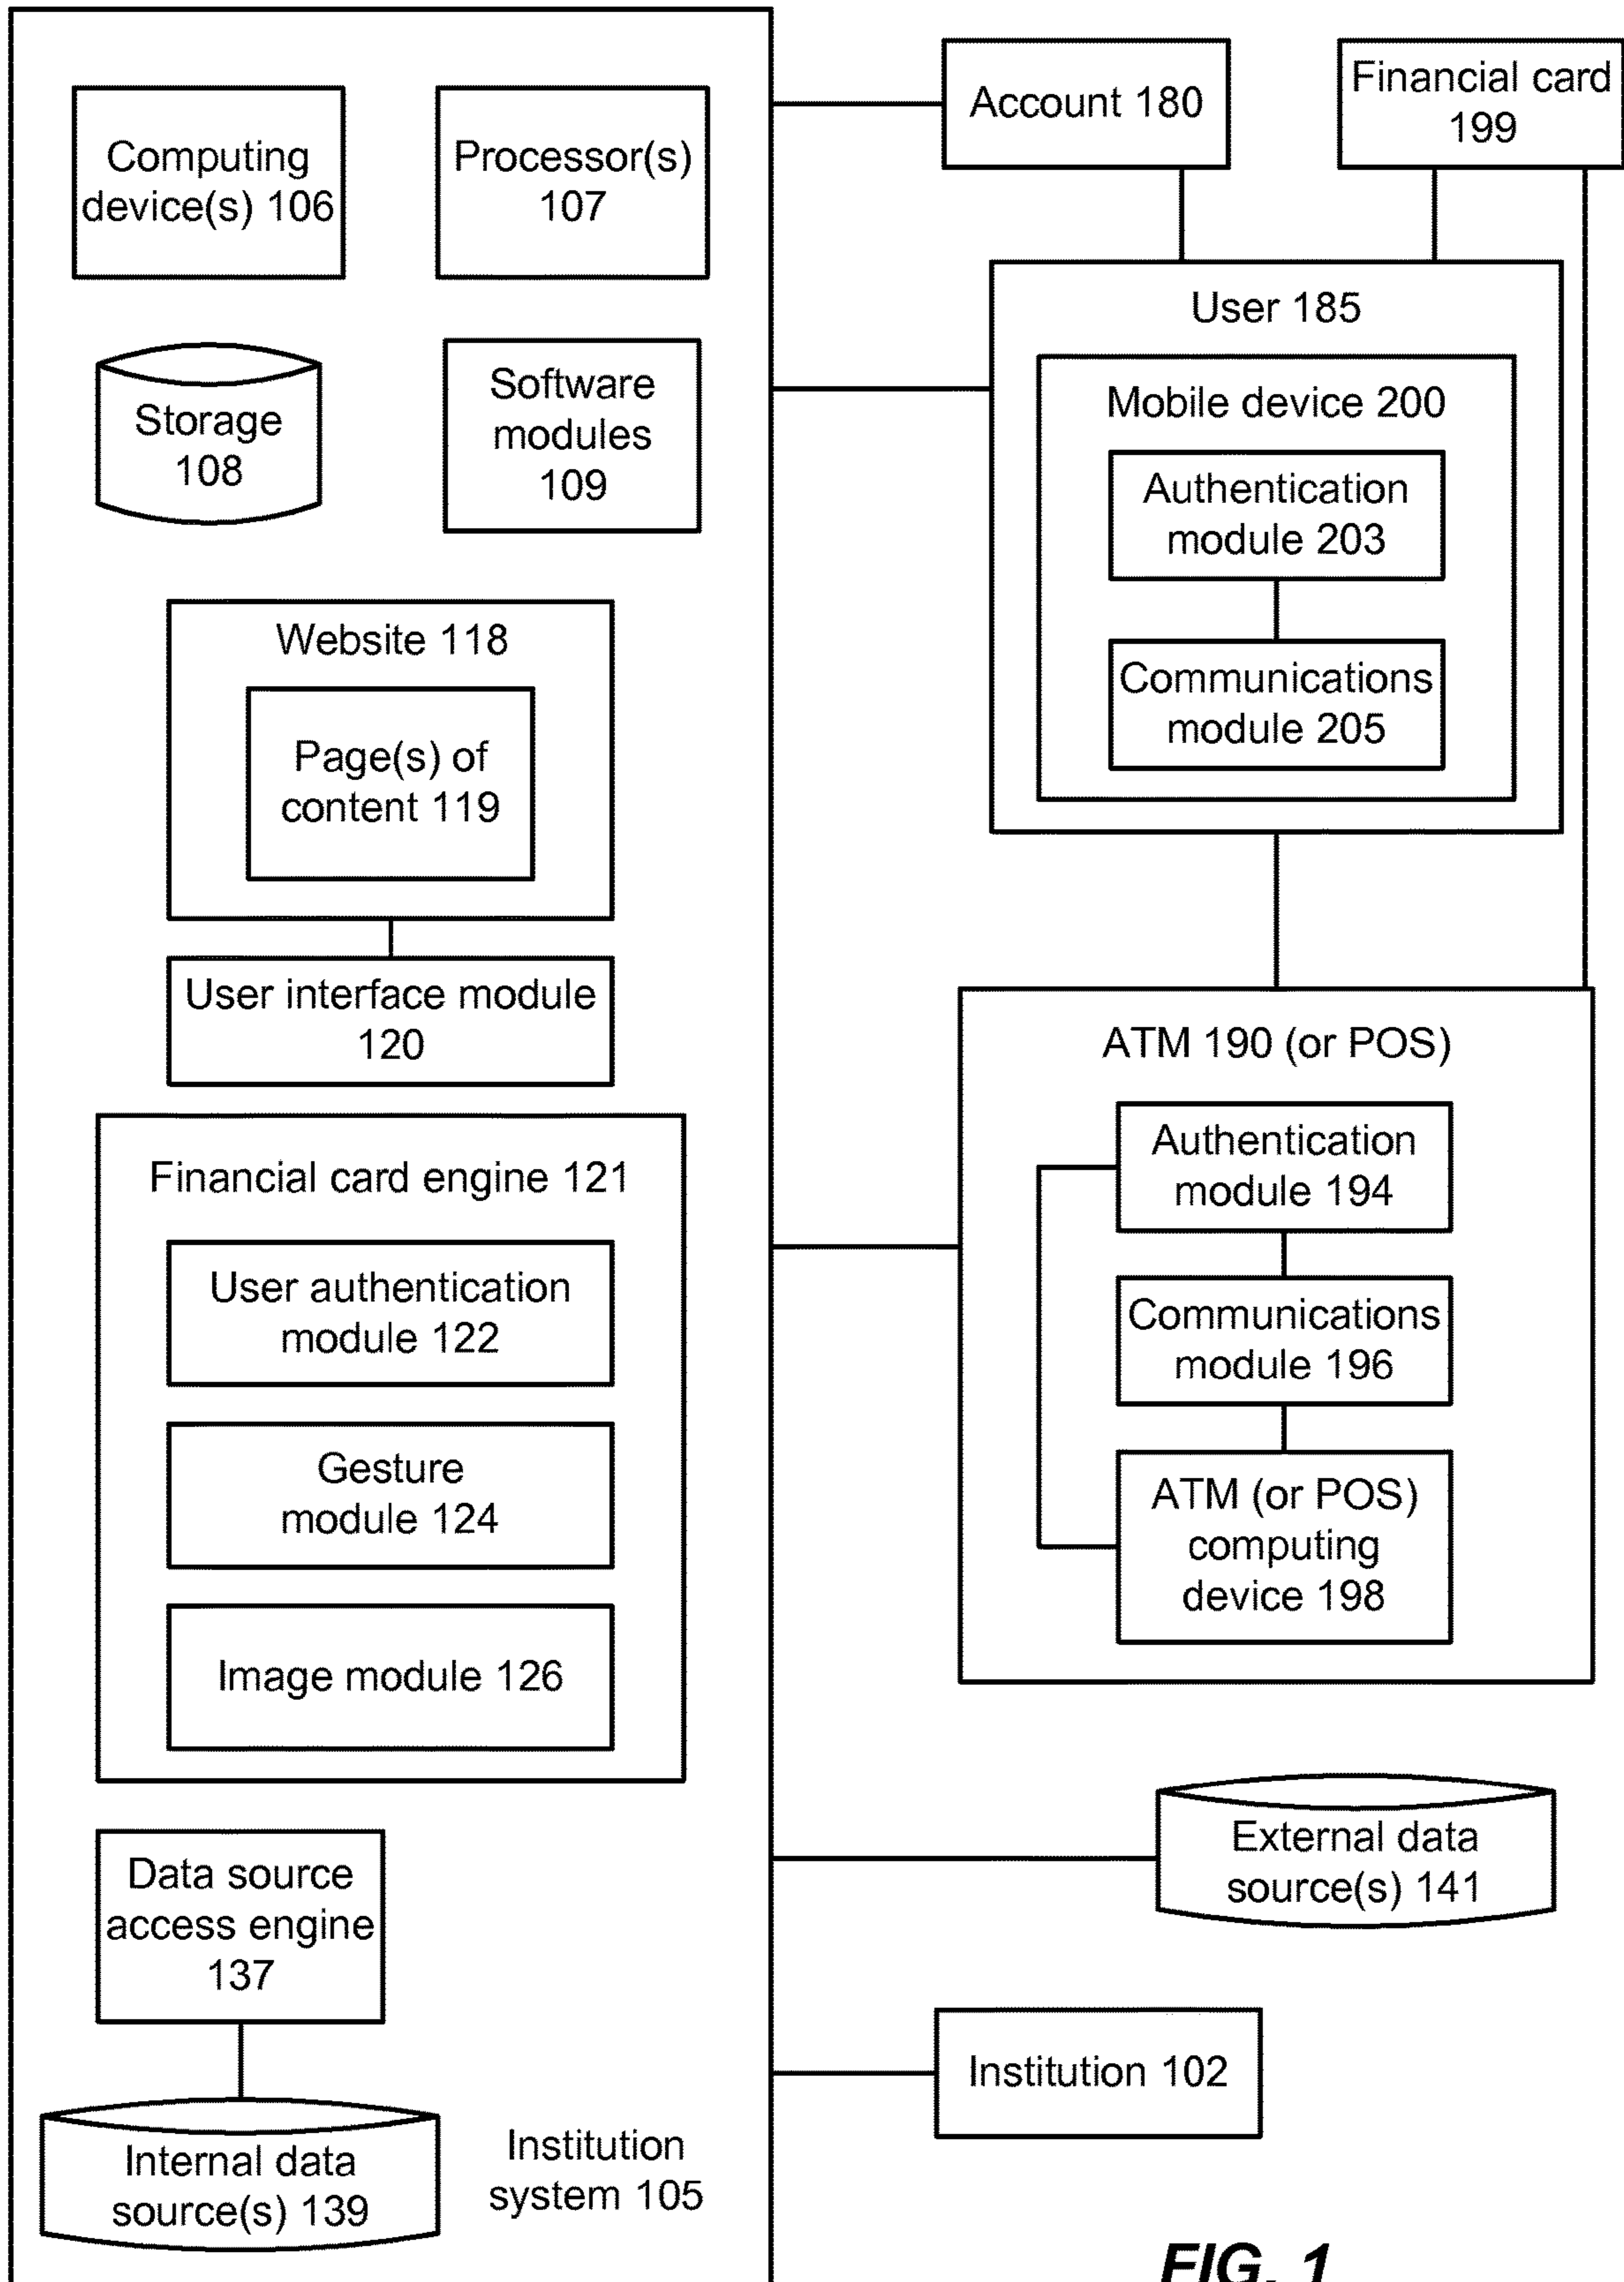 Computing
device(s) 106
Processor(s)
107
Storage
108
Software
modules
109
Website 118
Page(s) of
content 119
User interface module
120
Financial card engine 121
User authentication
module 122
Gesture
module 124
Image module 126
Data source
access engine
137
Internal data
source(s) 139
Institution
system 105
Account 180
Financial card
199
User 185
Mobile device 200
Authentication
module 203
Communications
module 205
ATM 190 (or POS)
Authentication
module 194
Communications
module 196
ATM (or POS)
computing
device 198
External data
source(s) 141
Institution 102
FIG. 1